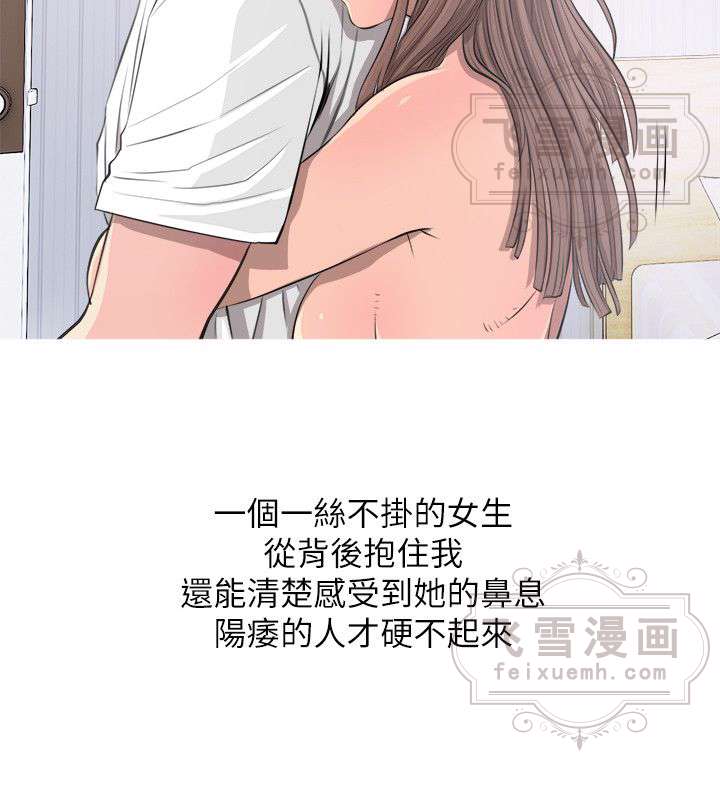 飞雪漫画
feixuemh.com
一個一絲不掛的女生
從背後抱住我
還能清楚感受到她的鼻息
陽痿的人才硬不起來
飞雪漫画
feixuemh.com